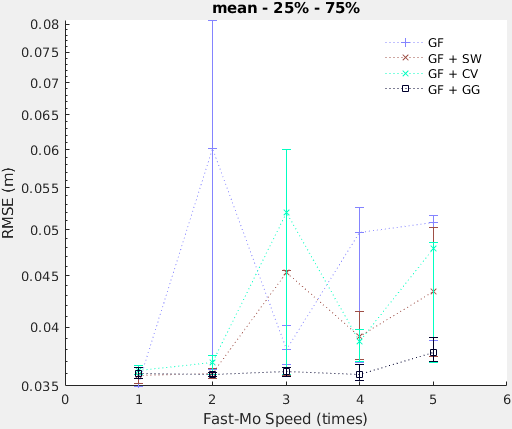 mean - 25% - 75%
0.08
0.075
0.07
0.065
0.06
0.055
0.05
0.045
0.04
0.035
RMSE (m)
GF
GF + SW
GF + CV
GF + GG
0 1 2 3 4 5 6
Fast-Mo Speed (times)